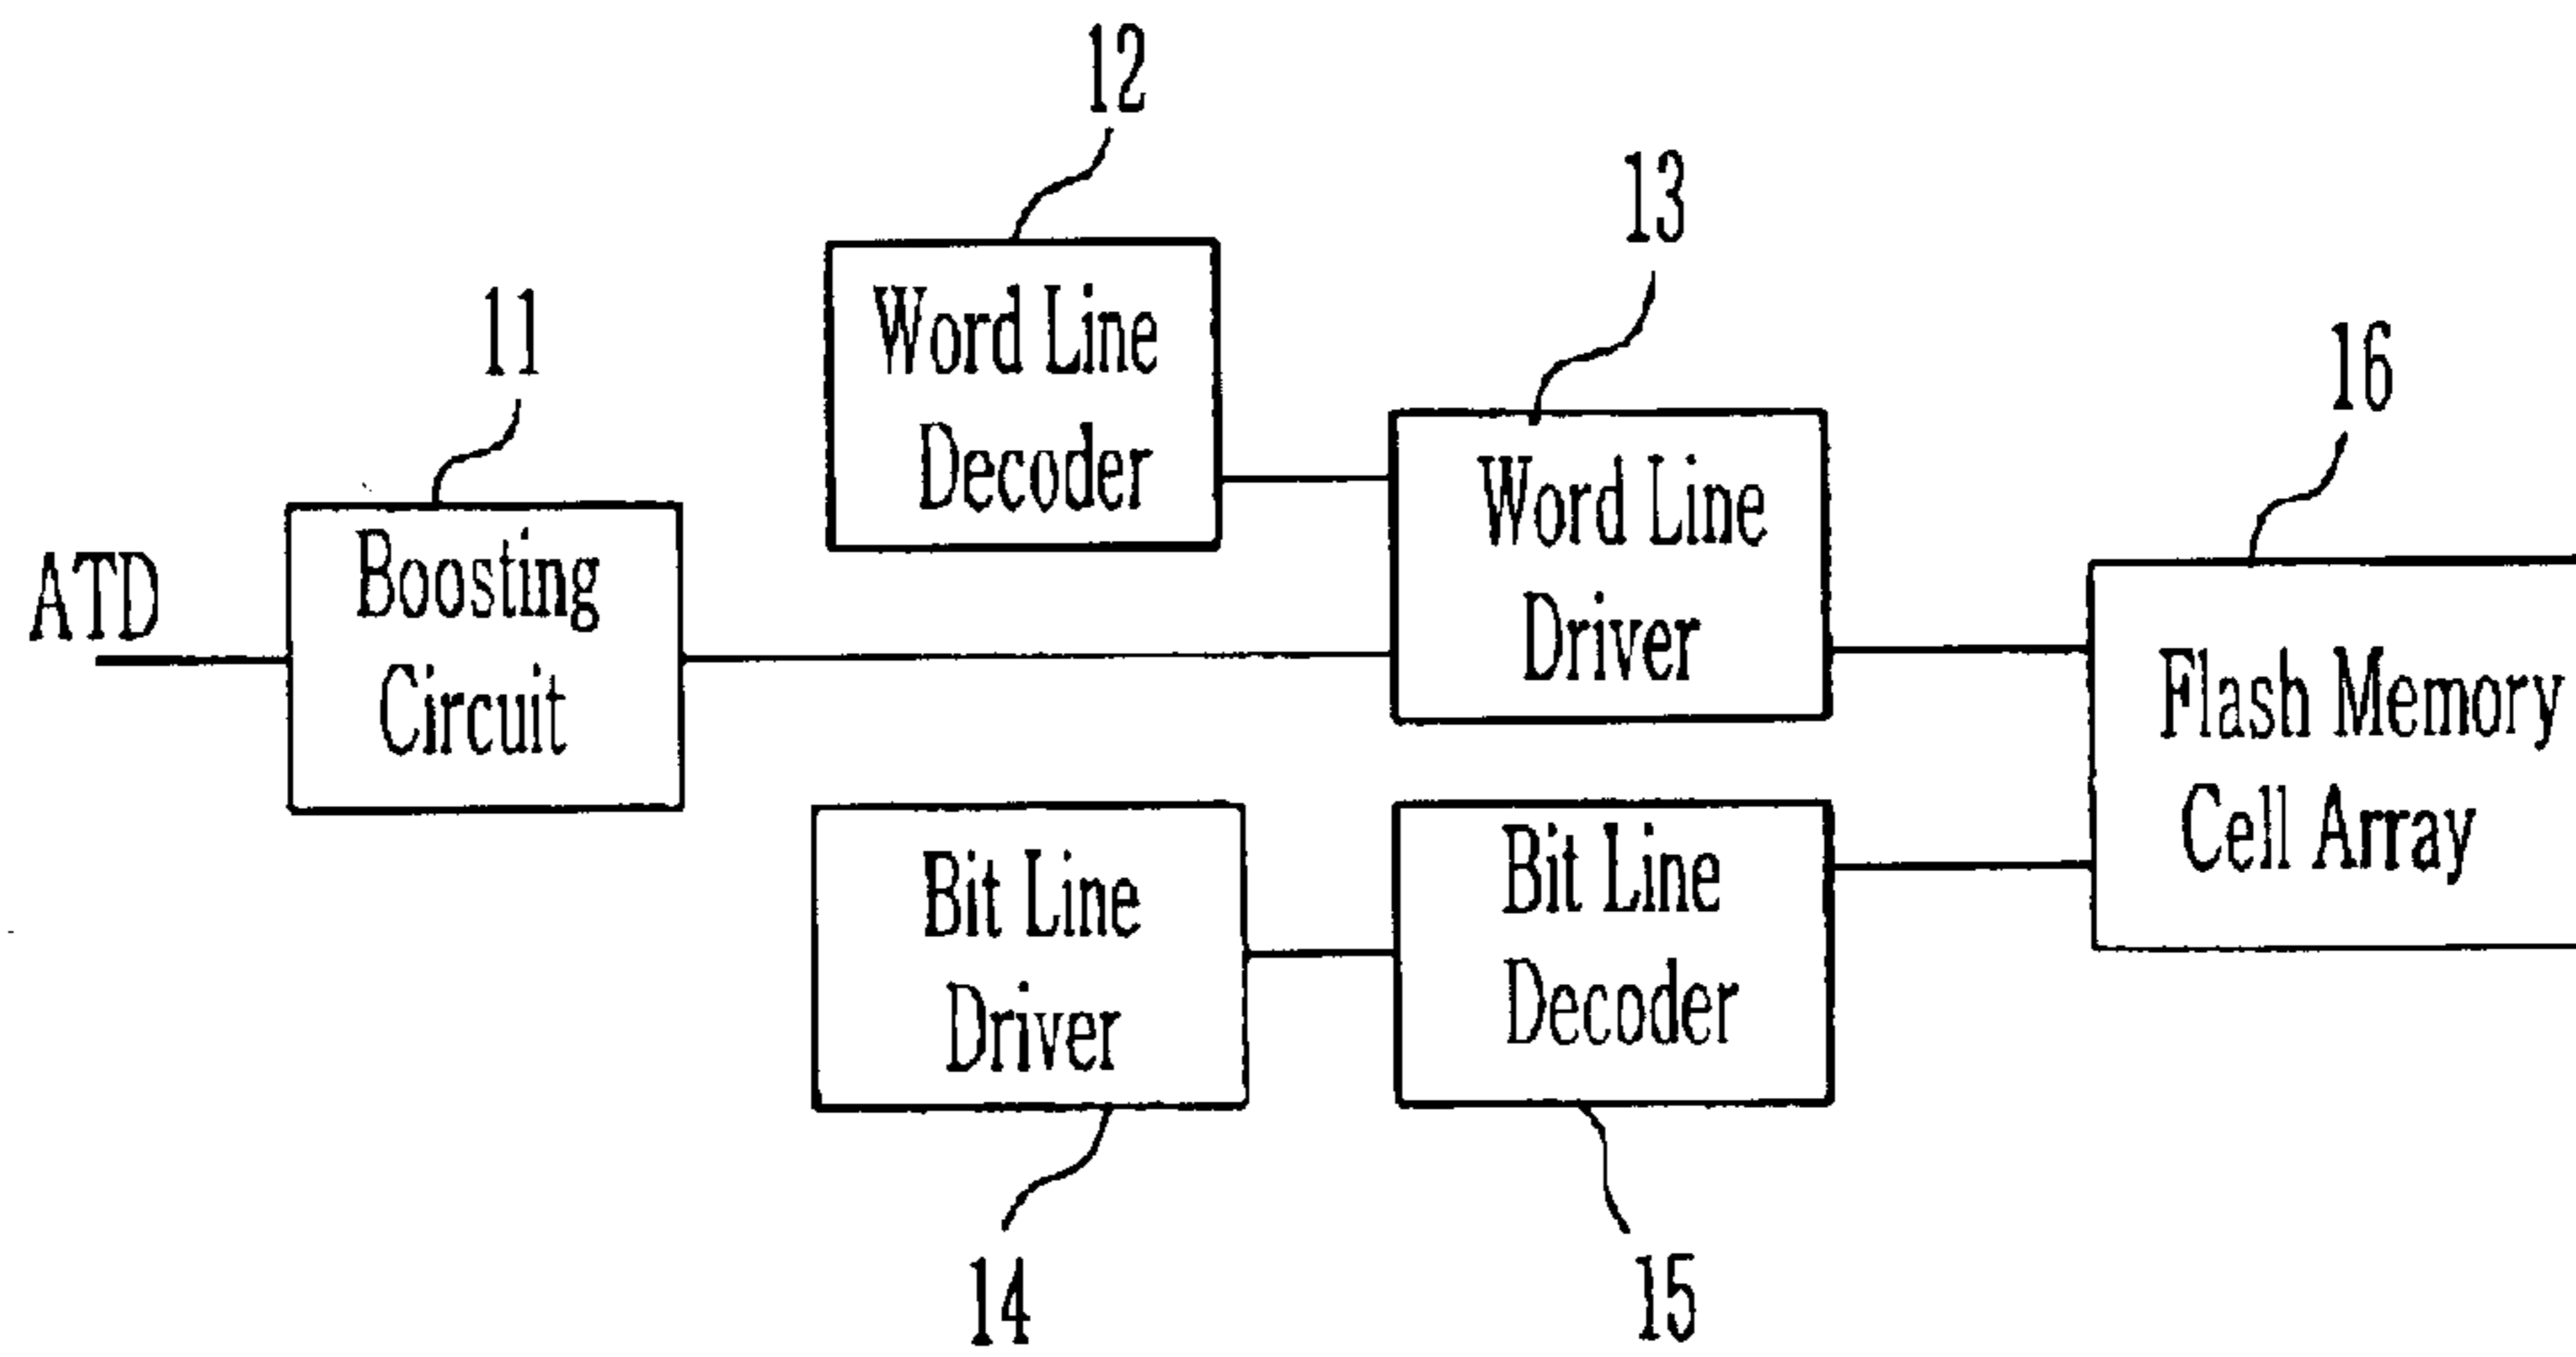 12
13
11
16
Word Line
Decoder
ATD
Boosting
Circuit
Word Line
Driver
Flash Memory
Cell Array
Bit Line
Driver
Bit Line
Decoder
14
15